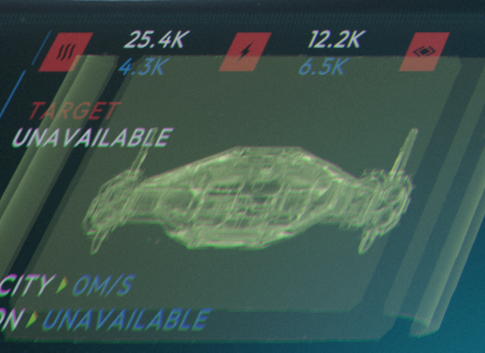 25.4K 12.2K
4.3K 6.5K
TARGET
UNAVAILABLE
CITY 0M/S
ON UNAVAILABLE